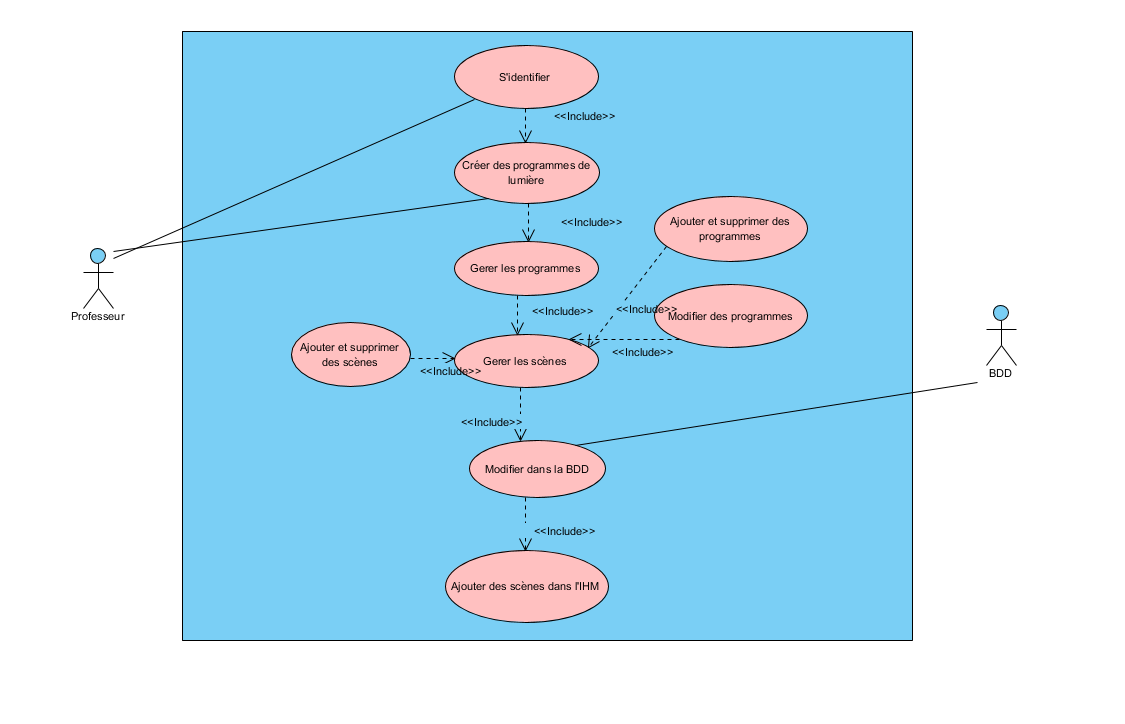 S'identifier
<<Include>>
Créer des programmes de
lumière
<<Include>>
Ajouter et supprimer des
programmes
Gerer les programmes
<<Include>>
<<Include>>
Modifier des programmes
Professeur
Ajouter et supprimer
des scènes
<<Include>>
Gerer les scènes
<<Include>>
BDD
<<Include>>
Modifier dans la BDD
<<Include>>
Ajouter des scènes dans l'IHM